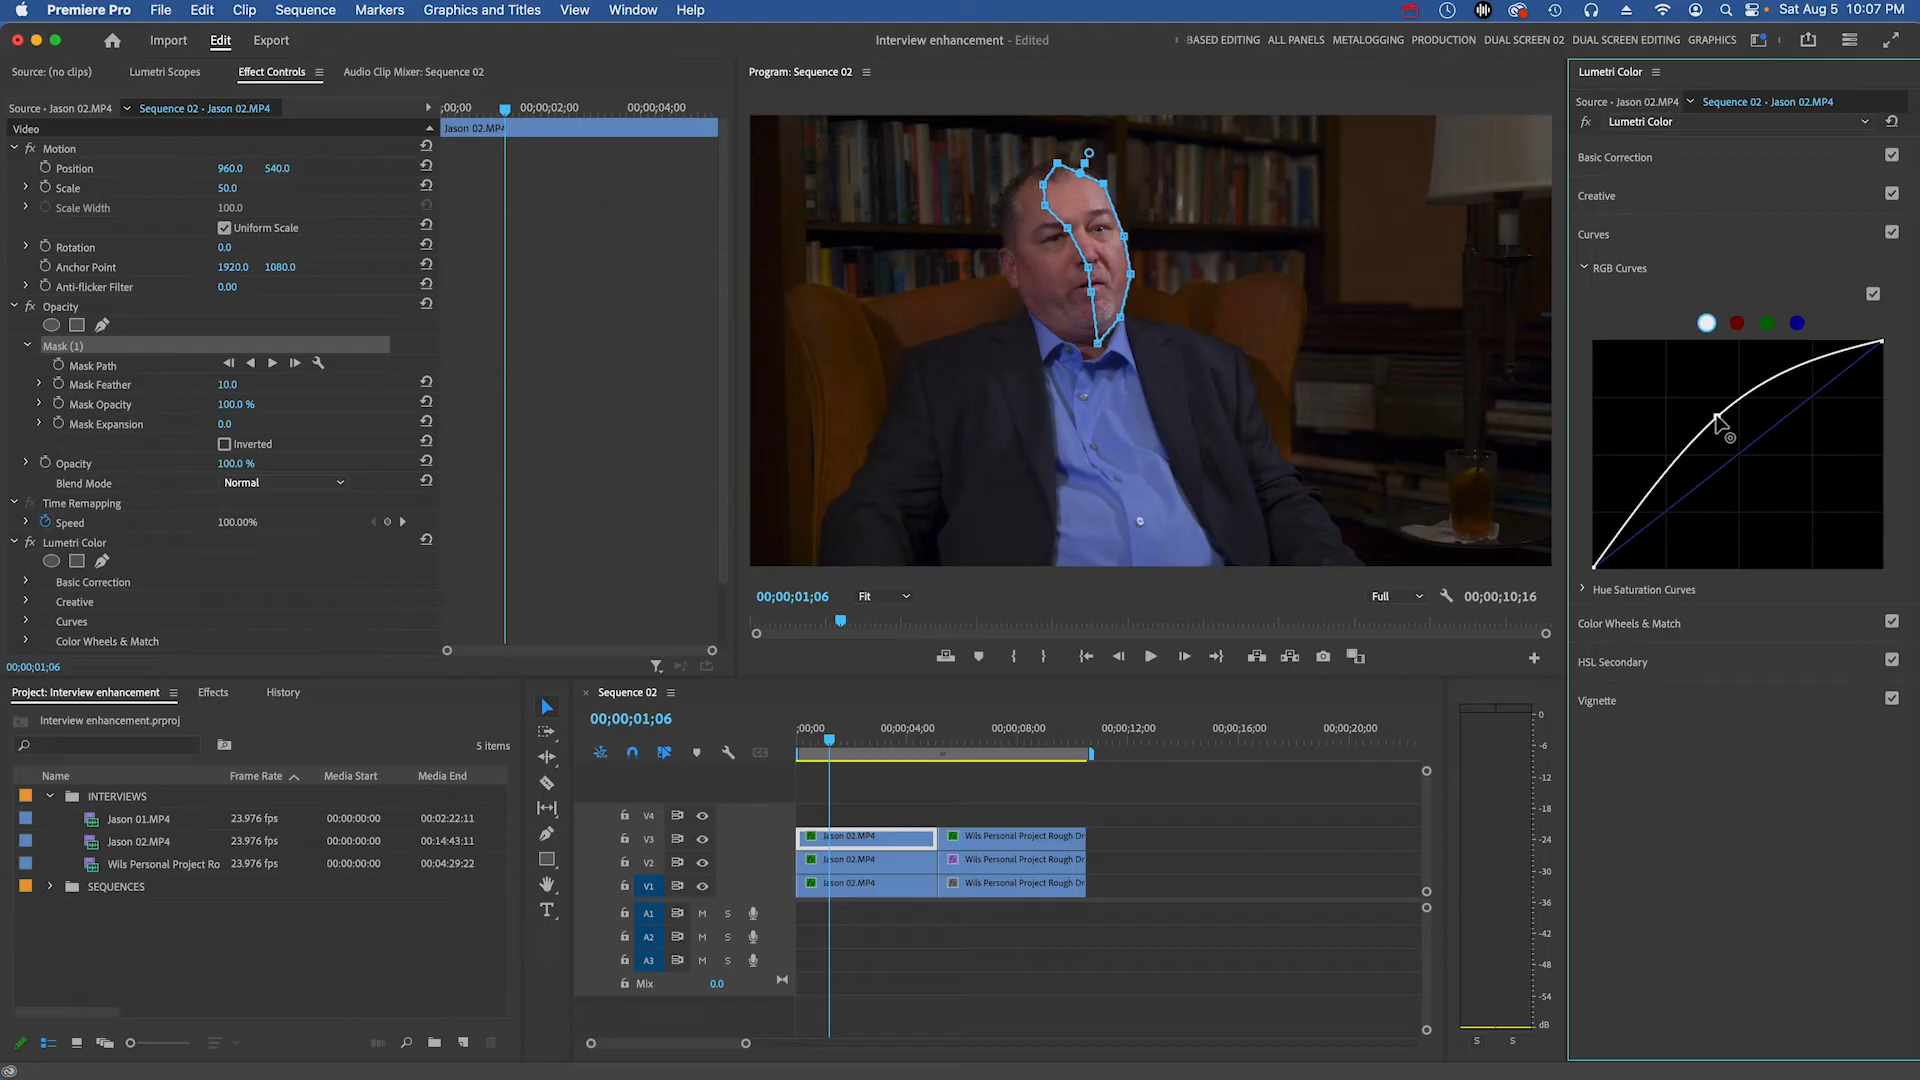 Premiere Pro File Edit Clip Sequence Markers Graphics and Titles View Window Help Sat Aug 5 10:07 PM
Import Edit Export Interview enhancement - Edited BASED EDITING ALL PANELS METALOGGING PRODUCTION DUAL SCREEN 02 DUAL SCREEN EDITING GRAPHICS
Source: (no clips) Lumetri Scopes Effect Controls Audio Clip Mixer: Sequence 02 Program: Sequence 02 Lumetri Color
Source • Jason 02.MP4 Sequence 02 • Jason 02.MP4 ;00;00 00;00;02;00 00;00;04;00 Source • Jason 02.MP4 Sequence 02 • Jason 02.MP4
fx Lumetri Color
Video Jason 02.MP4
fx Motion
Position 960.0 540.0
Scale 50.0
Scale Width 100.0
Uniform Scale
Rotation 0.0
Anchor Point 1920.0 1080.0
Anti-flicker Filter 0.00
fx Opacity
Mask (1)
Mask Path
Mask Feather 10.0
Mask Opacity 100.0 %
Mask Expansion 0.0
Inverted
Opacity 100.0 %
Blend Mode Normal
fx Time Remapping
Speed 100.00%
fx Lumetri Color
Basic Correction
Creative
Curves
Color Wheels & Match
00;00;01;06
00;00;01;06 Fit Full 00;00;10;16
Basic Correction
Creative
Curves
RGB Curves
Hue Saturation Curves
Color Wheels & Match
HSL Secondary
Vignette
Project: Interview enhancement Effects History
Interview enhancement.prproj
5 items
Name Frame Rate Media Start Media End
INTERVIEWS
Jason 01.MP4 23.976 fps 00:00:00:00 00:02:22:11
Jason 02.MP4 23.976 fps 00:00:00:00 00:14:43:11
Wils Personal Project Ro 23.976 fps 00:00:00:00 00:04:29:22
SEQUENCES
× Sequence 02
00;00;01;06
;00;00 00;00;04;00 00;00;08;00 00;00;12;00 00;00;16;00 00;00;20;00
V4
V3 Jason 02.MP4 Wils Personal Project Rough Dr
V2 Jason 02.MP4 Wils Personal Project Rough Dr
V1 Jason 02.MP4 Wils Personal Project Rough Dr
A1 M S
A2 M S
A3 M S
Mix 0.0
0
-6
-12
-18
-24
-30
-36
-42
-48
-54
dB
S S